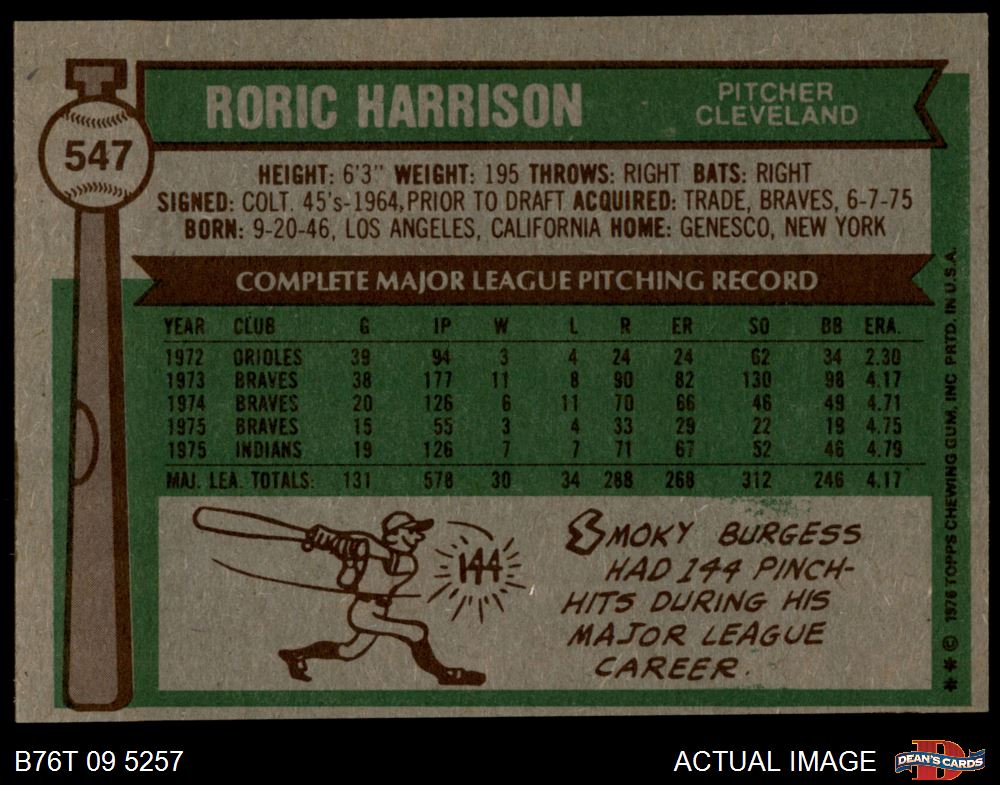 547
RORIC HARRISON
PITCHER
CLEVELAND
HEIGHT: 6'3" WEIGHT: 195 THROWS: RIGHT BATS: RIGHT
SIGNED: COLT. 45's-1964, PRIOR TO DRAFT ACQUIRED: TRADE, BRAVES, 6-7-75
BORN: 9-20-46, LOS ANGELES, CALIFORNIA HOME: GENESCO, NEW YORK
COMPLETE MAJOR LEAGUE PITCHING RECORD
YEAR CLUB G IP W L R ER SO BB ERA.
1972 ORIOLES 39 94 3 4 24 24 62 34 2.30
1973 BRAVES 38 177 11 8 90 82 130 98 4.17
1974 BRAVES 20 126 6 11 70 66 46 49 4.71
1975 BRAVES 15 55 3 4 33 29 22 19 4.75
1975 INDIANS 19 126 7 7 71 67 52 46 4.79
MAJ. LEA. TOTALS: 131 578 30 34 288 268 312 246 4.17
144
SMOKY BURGESS
HAD 144 PINCH-
HITS DURING HIS
MAJOR LEAGUE
CAREER.
** © 1976 TOPPS CHEWING GUM, INC PRTD. IN U.S.A.
B76T 09 5257
ACTUAL IMAGE
D
DEAN'S CARDS